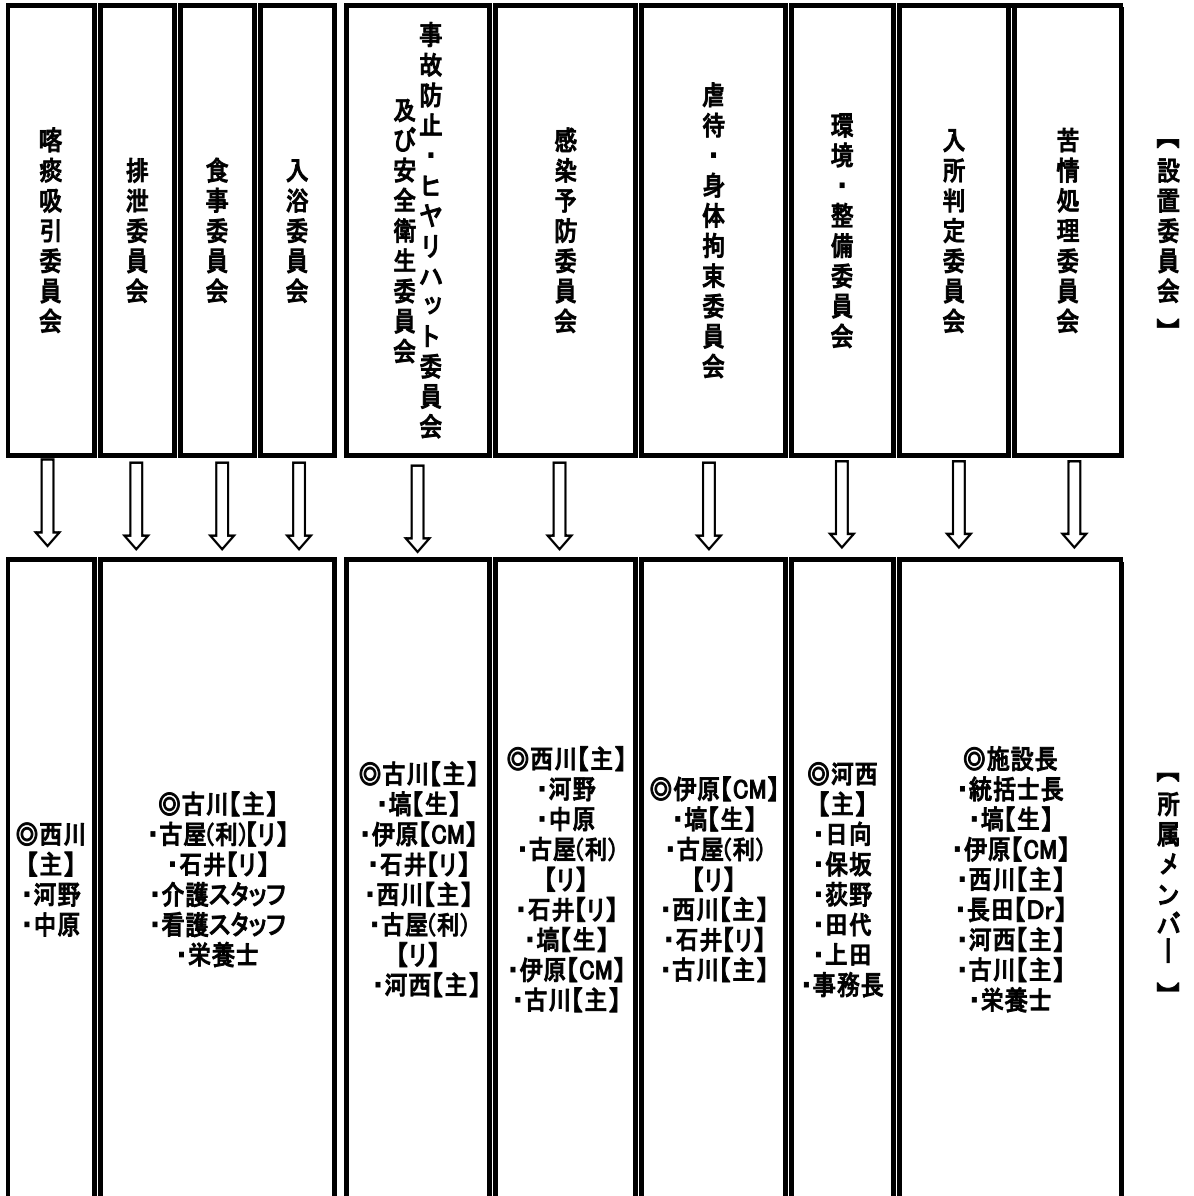 【設置委員会】
苦情処理委員会
入所判定委員会
環境・整備委員会
虐待・身体拘束委員会
感染予防委員会
事故防止・ヒヤリハット委員会
及び安全衛生委員会
入浴委員会
食事委員会
排泄委員会
喀痰吸引委員会
【所属メンバー】
◎施設長
・統括士長
・塙【生】
・伊原【CM】
・西川【主】
・長田【Dr】
・河西【主】
・古川【主】
・栄養士
◎河西
【主】
・日向
・保坂
・荻野
・田代
・上田
・事務長
◎伊原【CM】
・塙【生】
・古屋(利)
【リ】
・西川【主】
・石井【リ】
・古川【主】
◎西川【主】
・河野
・中原
・古屋(利)
【リ】
・石井【リ】
・塙【生】
・伊原【CM】
・古川【主】
◎古川【主】
・塙【生】
・伊原【CM】
・石井【リ】
・西川【主】
・古屋(利)
【リ】
・河西【主】
◎古川【主】
・古屋(利)【リ】
・石井【リ】
・介護スタッフ
・看護スタッフ
・栄養士
◎西川
【主】
・河野
・中原